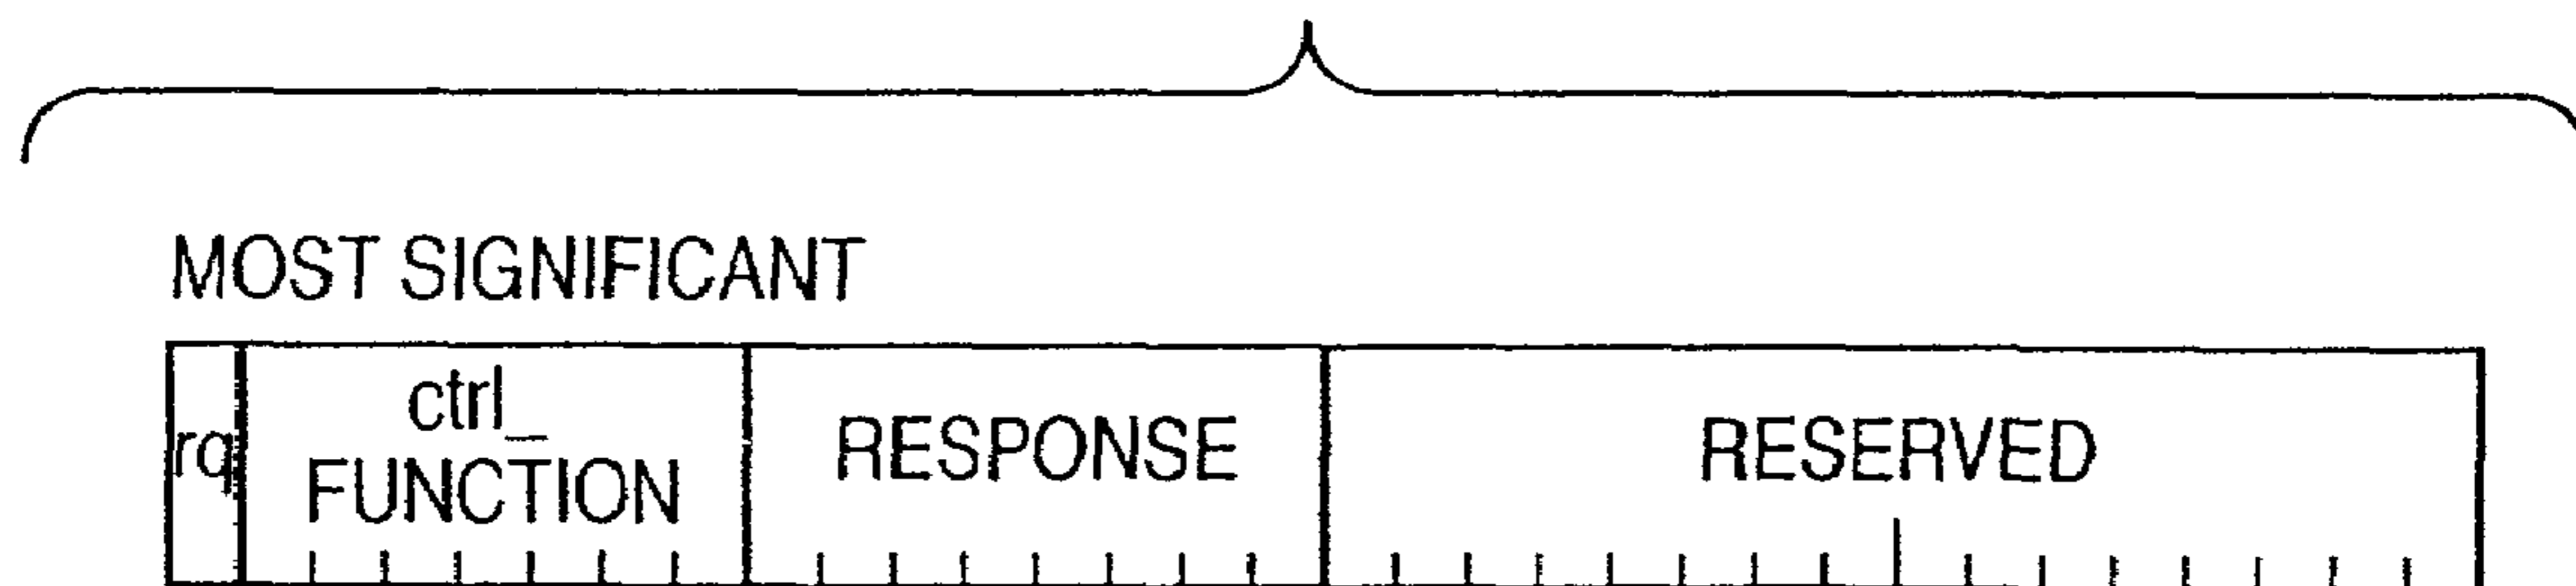 MOST SIGNIFICANT
rq
ctrl_
FUNCTION
RESPONSE
RESERVED